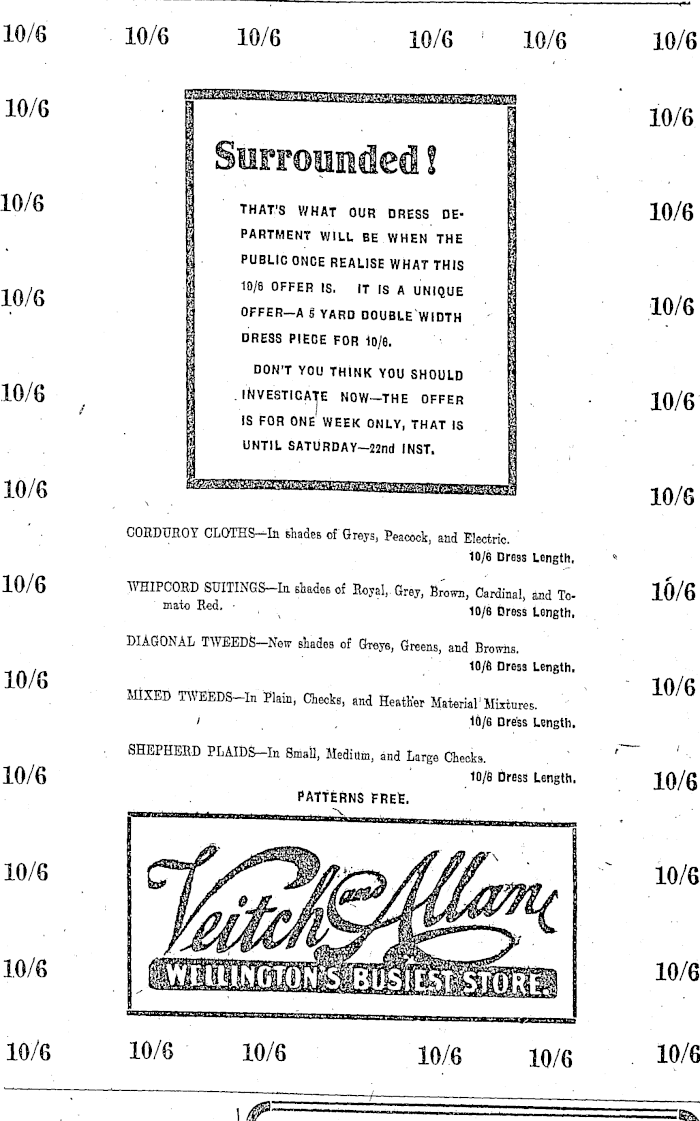 10/6 10/6 10/6 10/6 10/6 10/6
10/6 10/6
Surrounded!
10/6 10/6
THAT'S WHAT OUR DRESS DE-
PARTMENT WILL BE WHEN THE
PUBLIC ONCE REALISE WHAT THIS
10/6 OFFER IS. IT IS A UNIQUE
10/6 10/6
OFFER—A 5 YARD DOUBLE WIDTH
DRESS PIECE FOR 10/6.
DON'T YOU THINK YOU SHOULD
10/6 10/6
INVESTIGATE NOW—THE OFFER
IS FOR ONE WEEK ONLY, THAT IS
UNTIL SATURDAY—22nd INST.
10/6 10/6
CORDUROY CLOTHS—In shades of Greys, Peacock, and Electric.
10/6 Dress Length.
10/6 10/6
WHIPCORD SUITINGS—In shades of Royal, Grey, Brown, Cardinal, and To-
mato Red. 10/6 Dress Length.
DIAGONAL TWEEDS—New shades of Greys, Greens, and Browns.
10/6 Dress Length.
10/6 10/6
MIXED TWEEDS—In Plain, Checks, and Heather Material Mixtures.
10/6 Dress Length.
SHEPHERD PLAIDS—In Small, Medium, and Large Checks.
10/6 Dress Length.
10/6 10/6
PATTERNS FREE.
10/6 10/6
Veitch and Allan
WELLINGTON'S BUSIEST STORE.
10/6 10/6
10/6 10/6 10/6 10/6 10/6 10/6